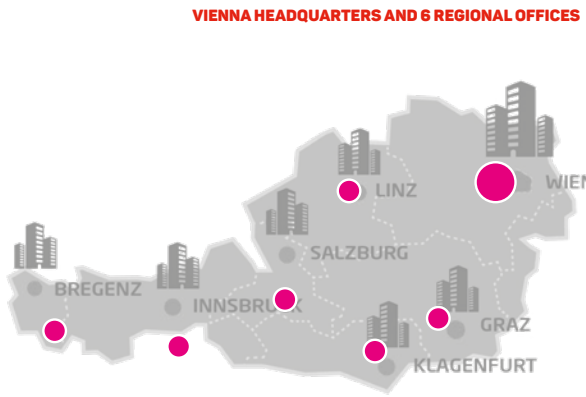 VIENNA HEADQUARTERS AND 6 REGIONAL OFFICES
WIEN
LINZ
SALZBURG
BREGENZ
INNSBRUCK
GRAZ
KLAGENFURT